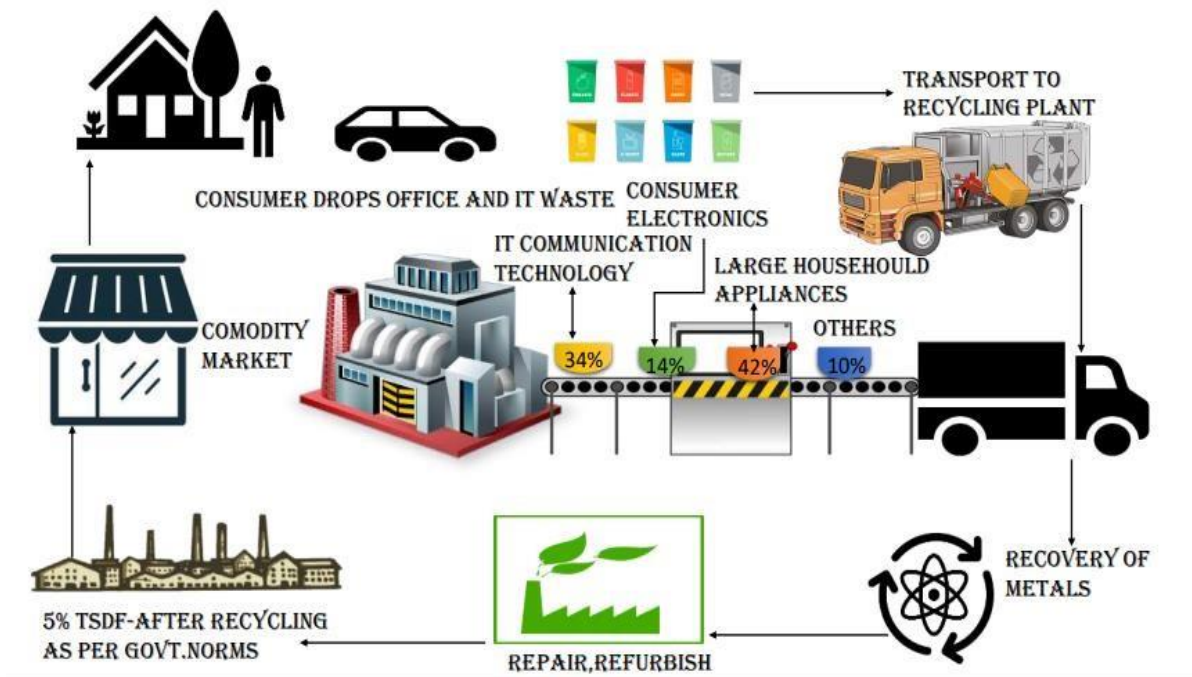 TRANSPORT TO
RECYCLING PLANT
CONSUMER DROPS OFFICE AND IT WASTE
CONSUMER
ELECTRONICS
IT COMMUNICATION
TECHNOLOGY
LARGE HOUSEHOULD
APPLIANCES
OTHERS
COMODITY
MARKET
34%
14%
42%
10%
RECOVERY OF
METALS
5% TSDF-AFTER RECYCLING
AS PER GOVT.NORMS
REPAIR,REFURBISH